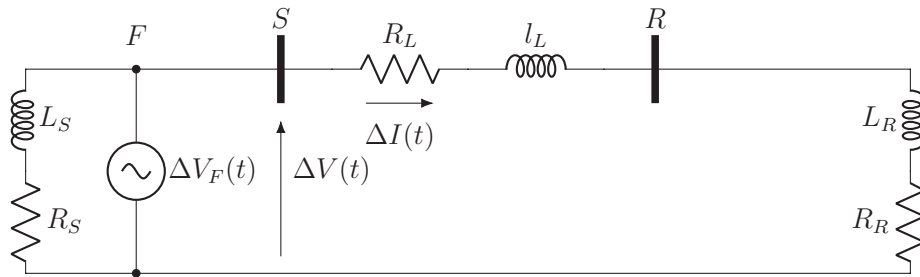 F
S
R_L
l_L
R
L_S
ΔV_F(t)
ΔV(t)
ΔI(t)
L_R
R_S
R_R